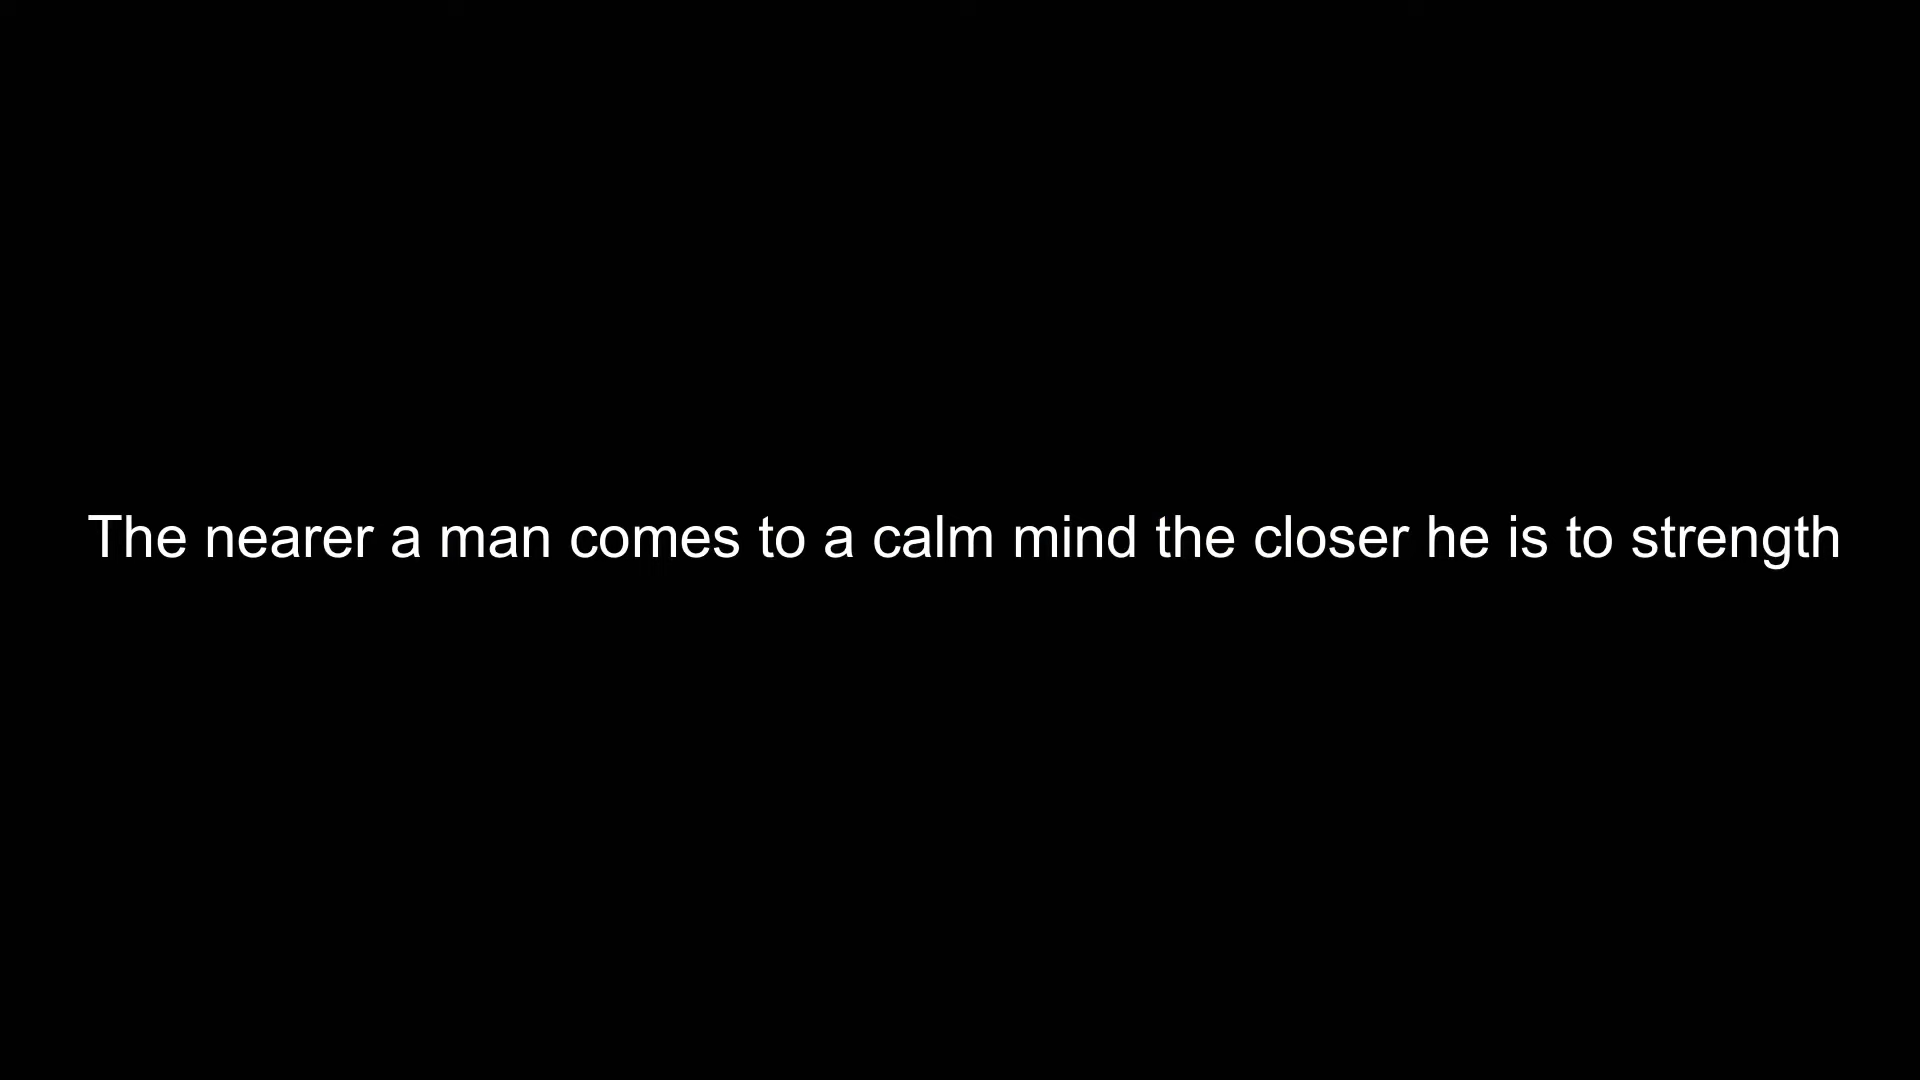 The nearer a man comes to a calm mind the closer he is to strength